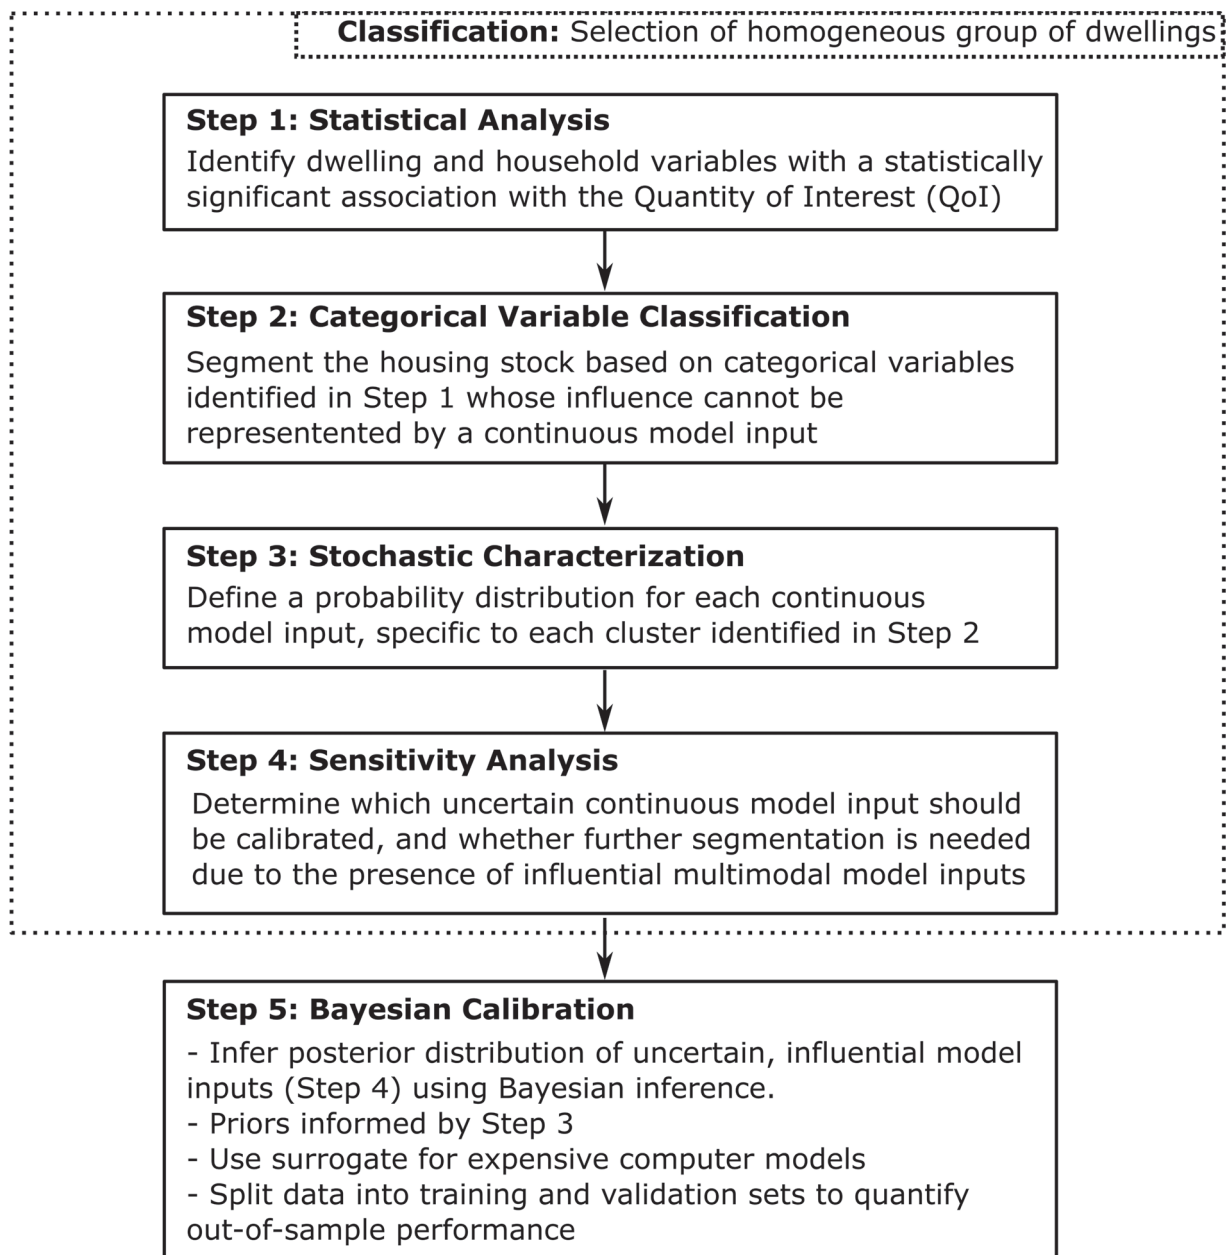 Classification: Selection of homogeneous group of dwellings
Step 1: Statistical Analysis
Identify dwelling and household variables with a statistically
significant association with the Quantity of Interest (QoI)
Step 2: Categorical Variable Classification
Segment the housing stock based on categorical variables
identified in Step 1 whose influence cannot be
represented by a continuous model input
Step 3: Stochastic Characterization
Define a probability distribution for each continuous
model input, specific to each cluster identified in Step 2
Step 4: Sensitivity Analysis
Determine which uncertain continuous model input should
be calibrated, and whether further segmentation is needed
due to the presence of influential multimodal model inputs
Step 5: Bayesian Calibration
- Infer posterior distribution of uncertain, influential model
inputs (Step 4) using Bayesian inference.
- Priors informed by Step 3
- Use surrogate for expensive computer models
- Split data into training and validation sets to quantify
out-of-sample performance